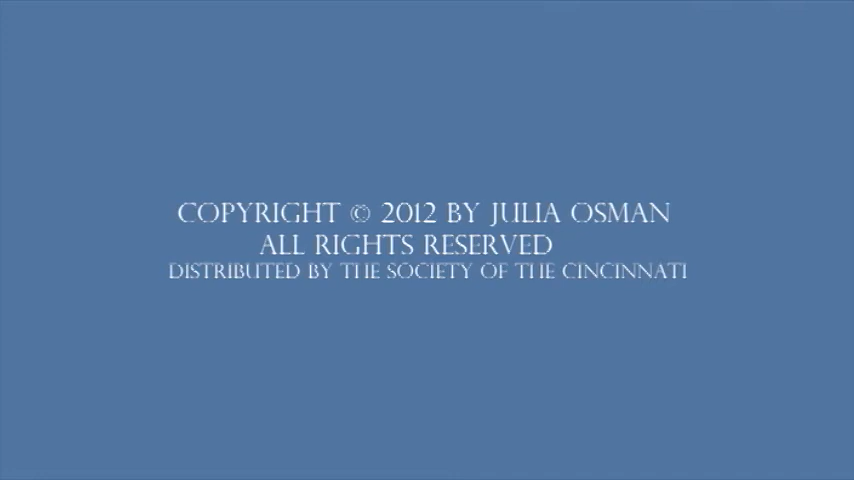 COPYRIGHT © 2012 BY JULIA OSMAN
ALL RIGHTS RESERVED
DISTRIBUTED BY THE SOCIETY OF THE CINCINNATI